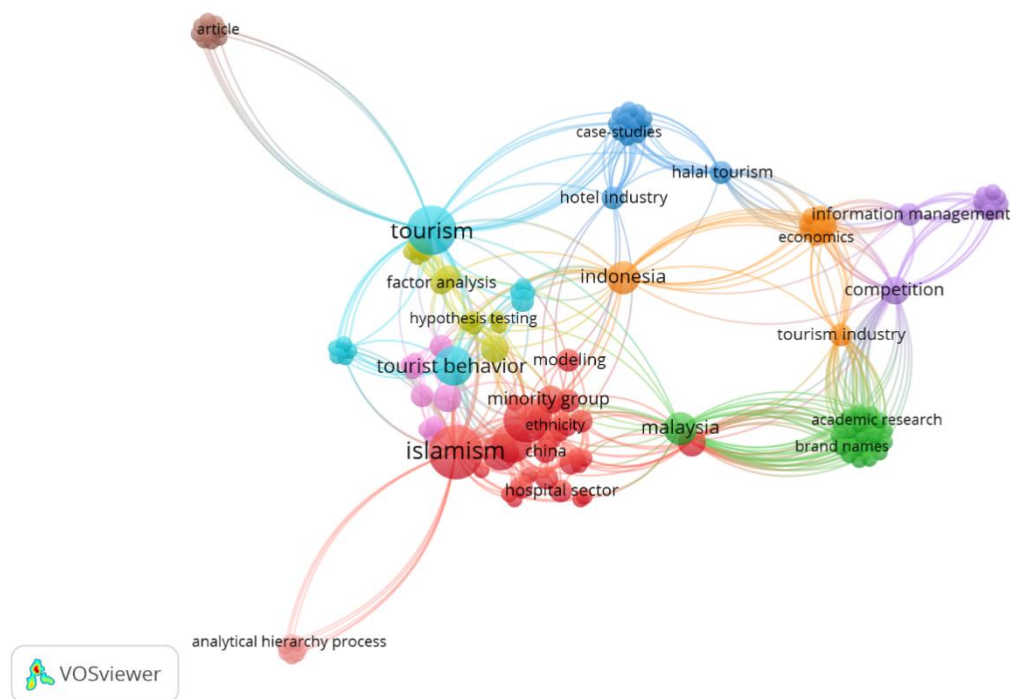 article
case-studies
halal tourism
hotel industry
information management
tourism
economics
factor analysis
indonesia
competition
hypothesis testing
tourism industry
modeling
tourist behavior
minority group
academic research
ethnicity
malaysia
brand names
islamism
china
hospital sector
analytical hierarchy process
VOSviewer